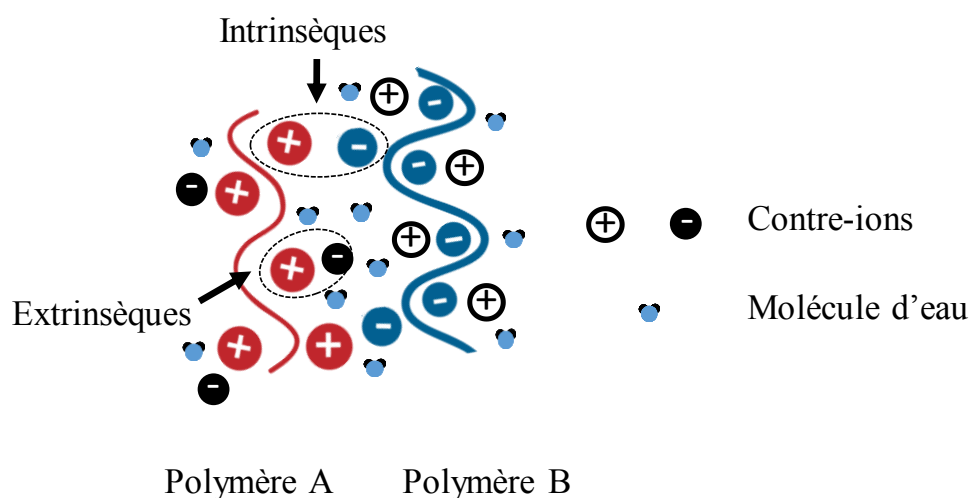 Intrinsèques
Contre-ions
Extrinsèques
Molécule d'eau
Polymère A Polymère B